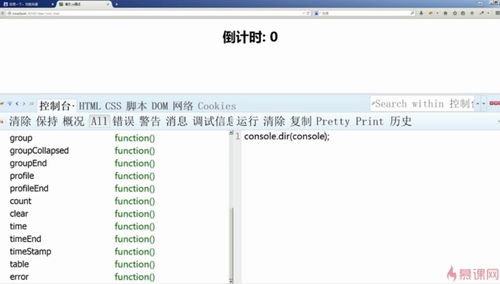 倒计时: 0
控制台 HTML CSS 脚本 DOM 网络 Cookies
Search within 控制台
清除 保持 概况 All 错误 警告 消息 调试信息
运行 清除 复制 Pretty Print 历史
1 console.dir(console);
group function()
groupCollapsed function()
groupEnd function()
profile function()
profileEnd function()
count function()
clear function()
time function()
timeEnd function()
timeStamp function()
table function()
error function()
慕课网